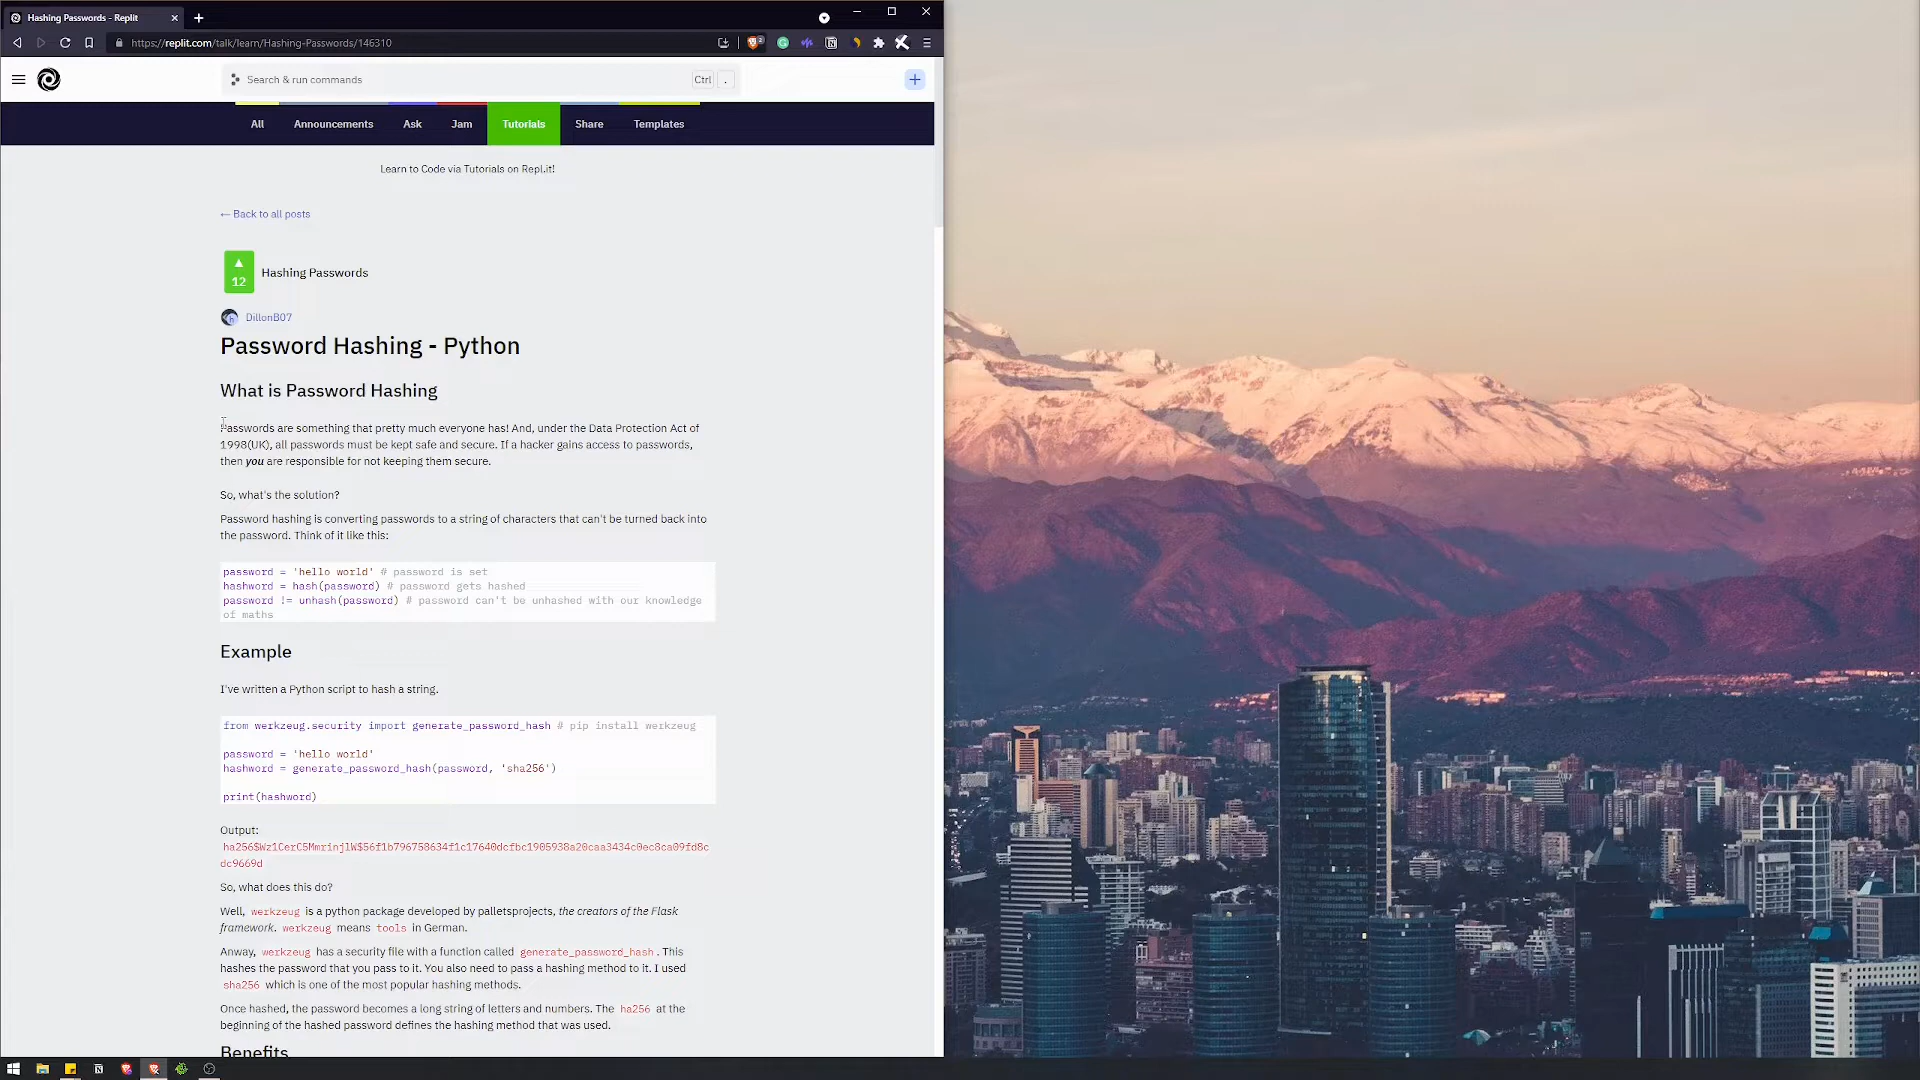 Hashing Passwords - Replit
https://replit.com/talk/learn/Hashing-Passwords/146310
Search & run commands
Ctrl .
All Announcements Ask Jam Tutorials Share Templates
Learn to Code via Tutorials on Repl.it!
← Back to all posts
12
Hashing Passwords
DillonB07
Password Hashing - Python
What is Password Hashing
Passwords are something that pretty much everyone has! And, under the Data Protection Act of
1998(UK), all passwords must be kept safe and secure. If a hacker gains access to passwords,
then you are responsible for not keeping them secure.
So, what's the solution?
Password hashing is converting passwords to a string of characters that can't be turned back into
the password. Think of it like this:
password = 'hello world' # password is set
hashword = hash(password) # password gets hashed
password != unhash(password) # password can't be unhashed with our knowledge
of maths
Example
I've written a Python script to hash a string.
from werkzeug.security import generate_password_hash # pip install werkzeug
password = 'hello world'
hashword = generate_password_hash(password, 'sha256')
print(hashword)
Output:
ha256$Wz1CerC5MmrinjlW$56f1b796758634f1c17640dcfbc1905938a20caa3434c0ec8ca09fd8c
dc9669d
So, what does this do?
Well, werkzeug is a python package developed by palletsprojects, the creators of the Flask
framework. werkzeug means tools in German.
Anway, werkzeug has a security file with a function called generate_password_hash. This
hashes the password that you pass to it. You also need to pass a hashing method to it. I used
sha256 which is one of the most popular hashing methods.
Once hashed, the password becomes a long string of letters and numbers. The ha256 at the
beginning of the hashed password defines the hashing method that was used.
Benefits